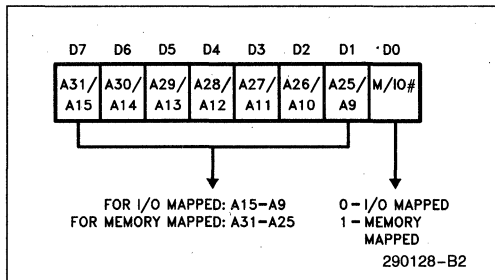 D7 D6 D5 D4 D3 D2 D1 D0
A31/ A30/ A29/ A28/ A27/ A26/ A25/ M/IO#
A15 A14 A13 A12 A11 A10 A9
FOR I/O MAPPED: A15–A9 0 – I/O MAPPED
FOR MEMORY MAPPED: A31–A25 1 – MEMORY
MAPPED
290128–B2